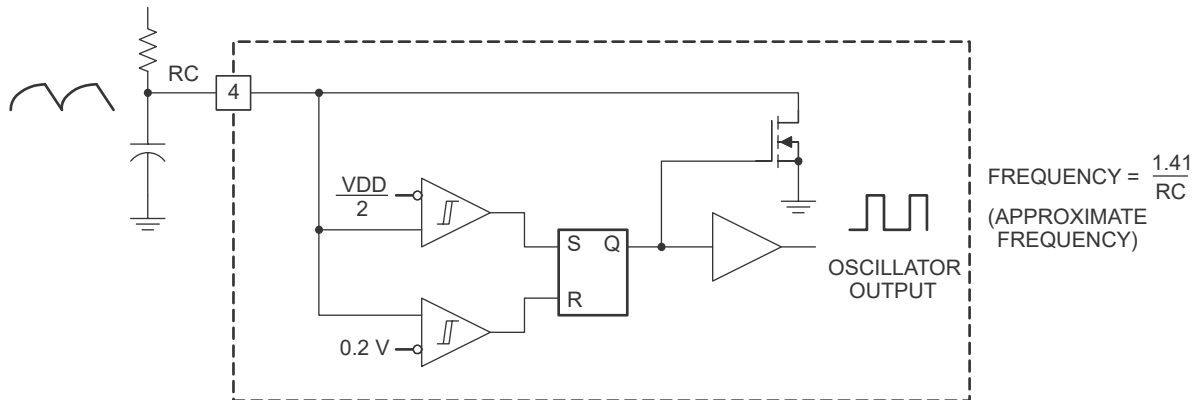 RC
4
VDD
2
0.2 V
S Q
R
OSCILLATOR
OUTPUT
FREQUENCY = 1.41
RC
(APPROXIMATE
FREQUENCY)